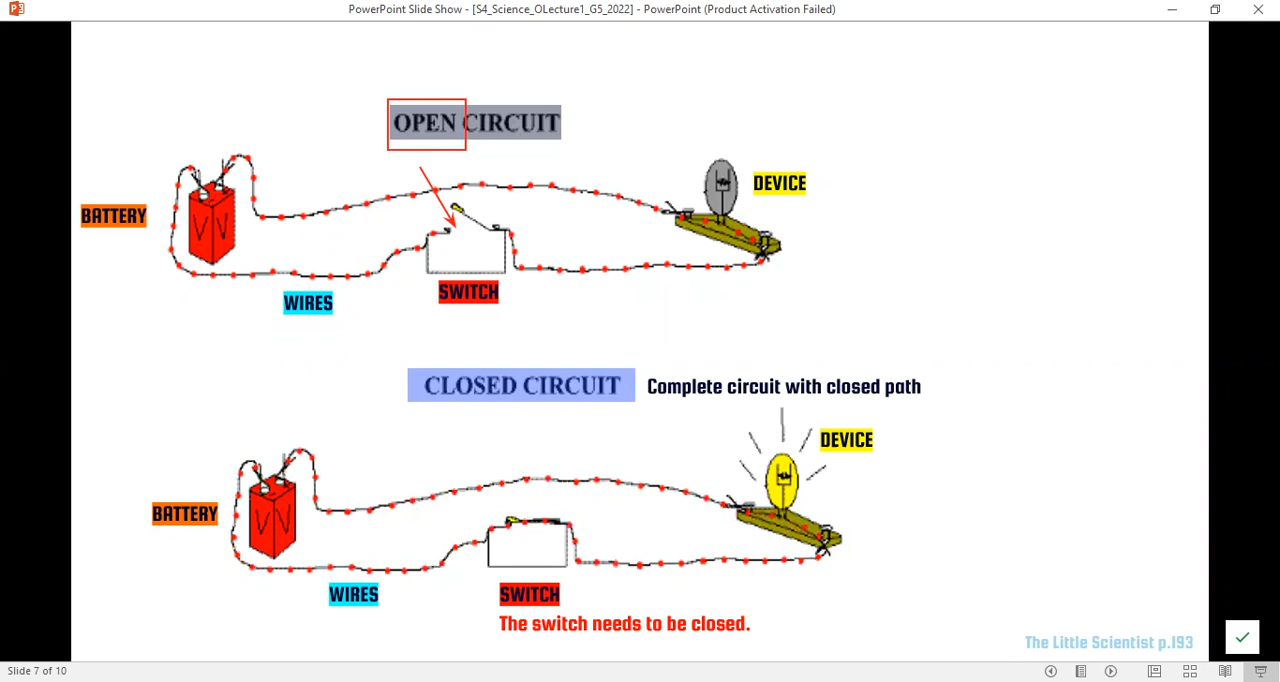 PowerPoint Slide Show - [S4_Science_OLecture1_G5_2022] - PowerPoint (Product Activation Failed)
OPEN CIRCUIT
DEVICE
BATTERY
SWITCH
WIRES
CLOSED CIRCUIT Complete circuit with closed path
DEVICE
BATTERY
WIRES
SWITCH
The switch needs to be closed.
The Little Scientist p.193
Slide 7 of 10